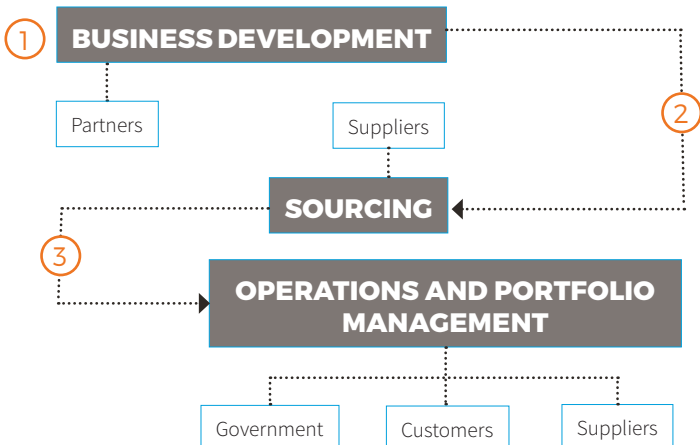 1
BUSINESS DEVELOPMENT
2
Partners
Suppliers
SOURCING
3
OPERATIONS AND PORTFOLIO
MANAGEMENT
Government
Customers
Suppliers